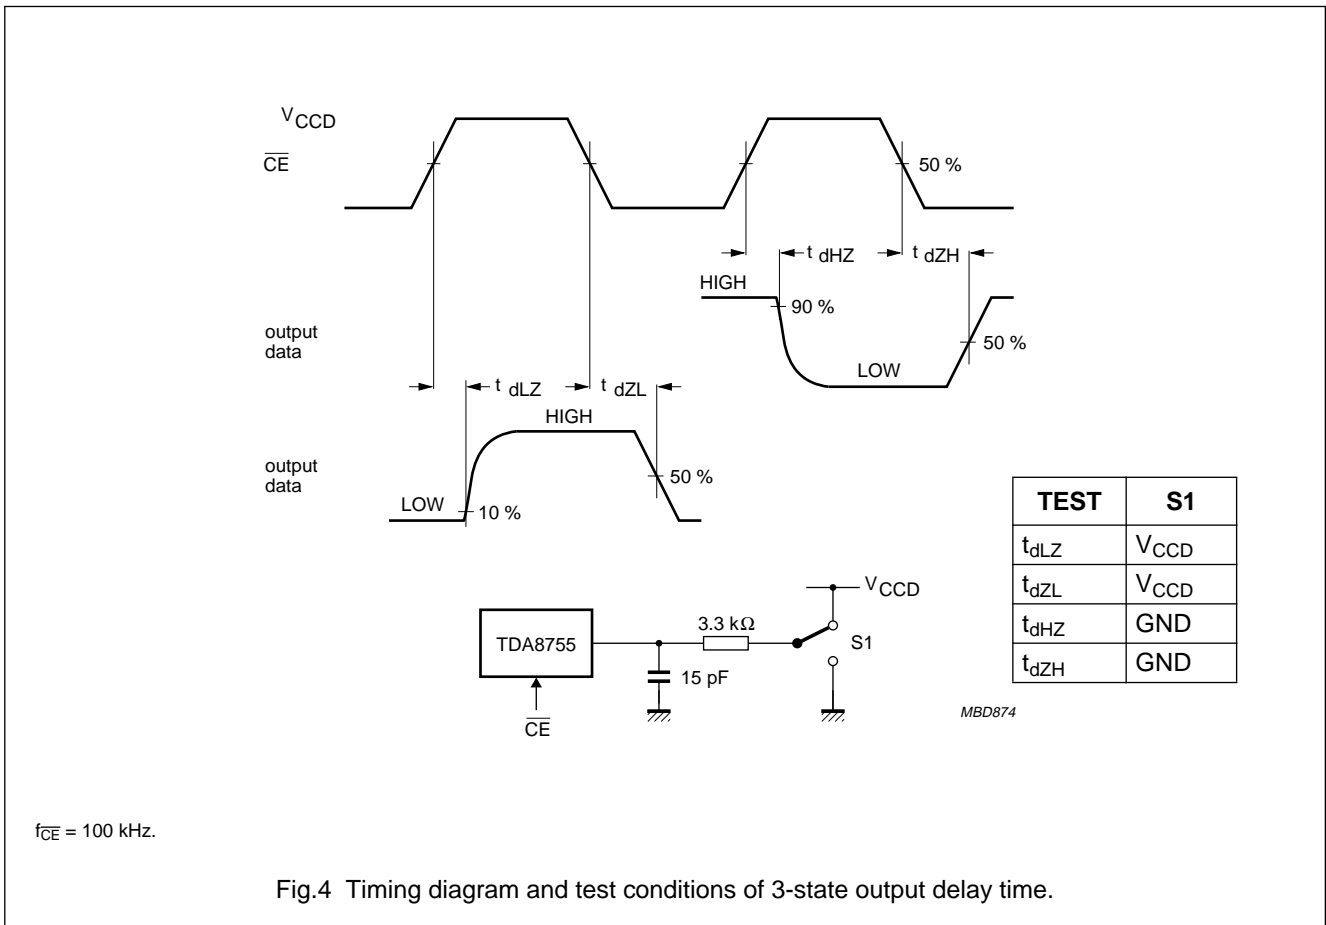 VCCD
CE
50 %
t dHZ
t dZH
HIGH
90 %
output
data
50 %
LOW
t dLZ
t dZL
HIGH
output
data
50 %
LOW
10 %
TEST S1
tdLZ VCCD
tdZL VCCD
tdHZ GND
tdZH GND
VCCD
3.3 kΩ
TDA8755
S1
15 pF
CE
MBD874
fCE = 100 kHz.
Fig.4 Timing diagram and test conditions of 3-state output delay time.